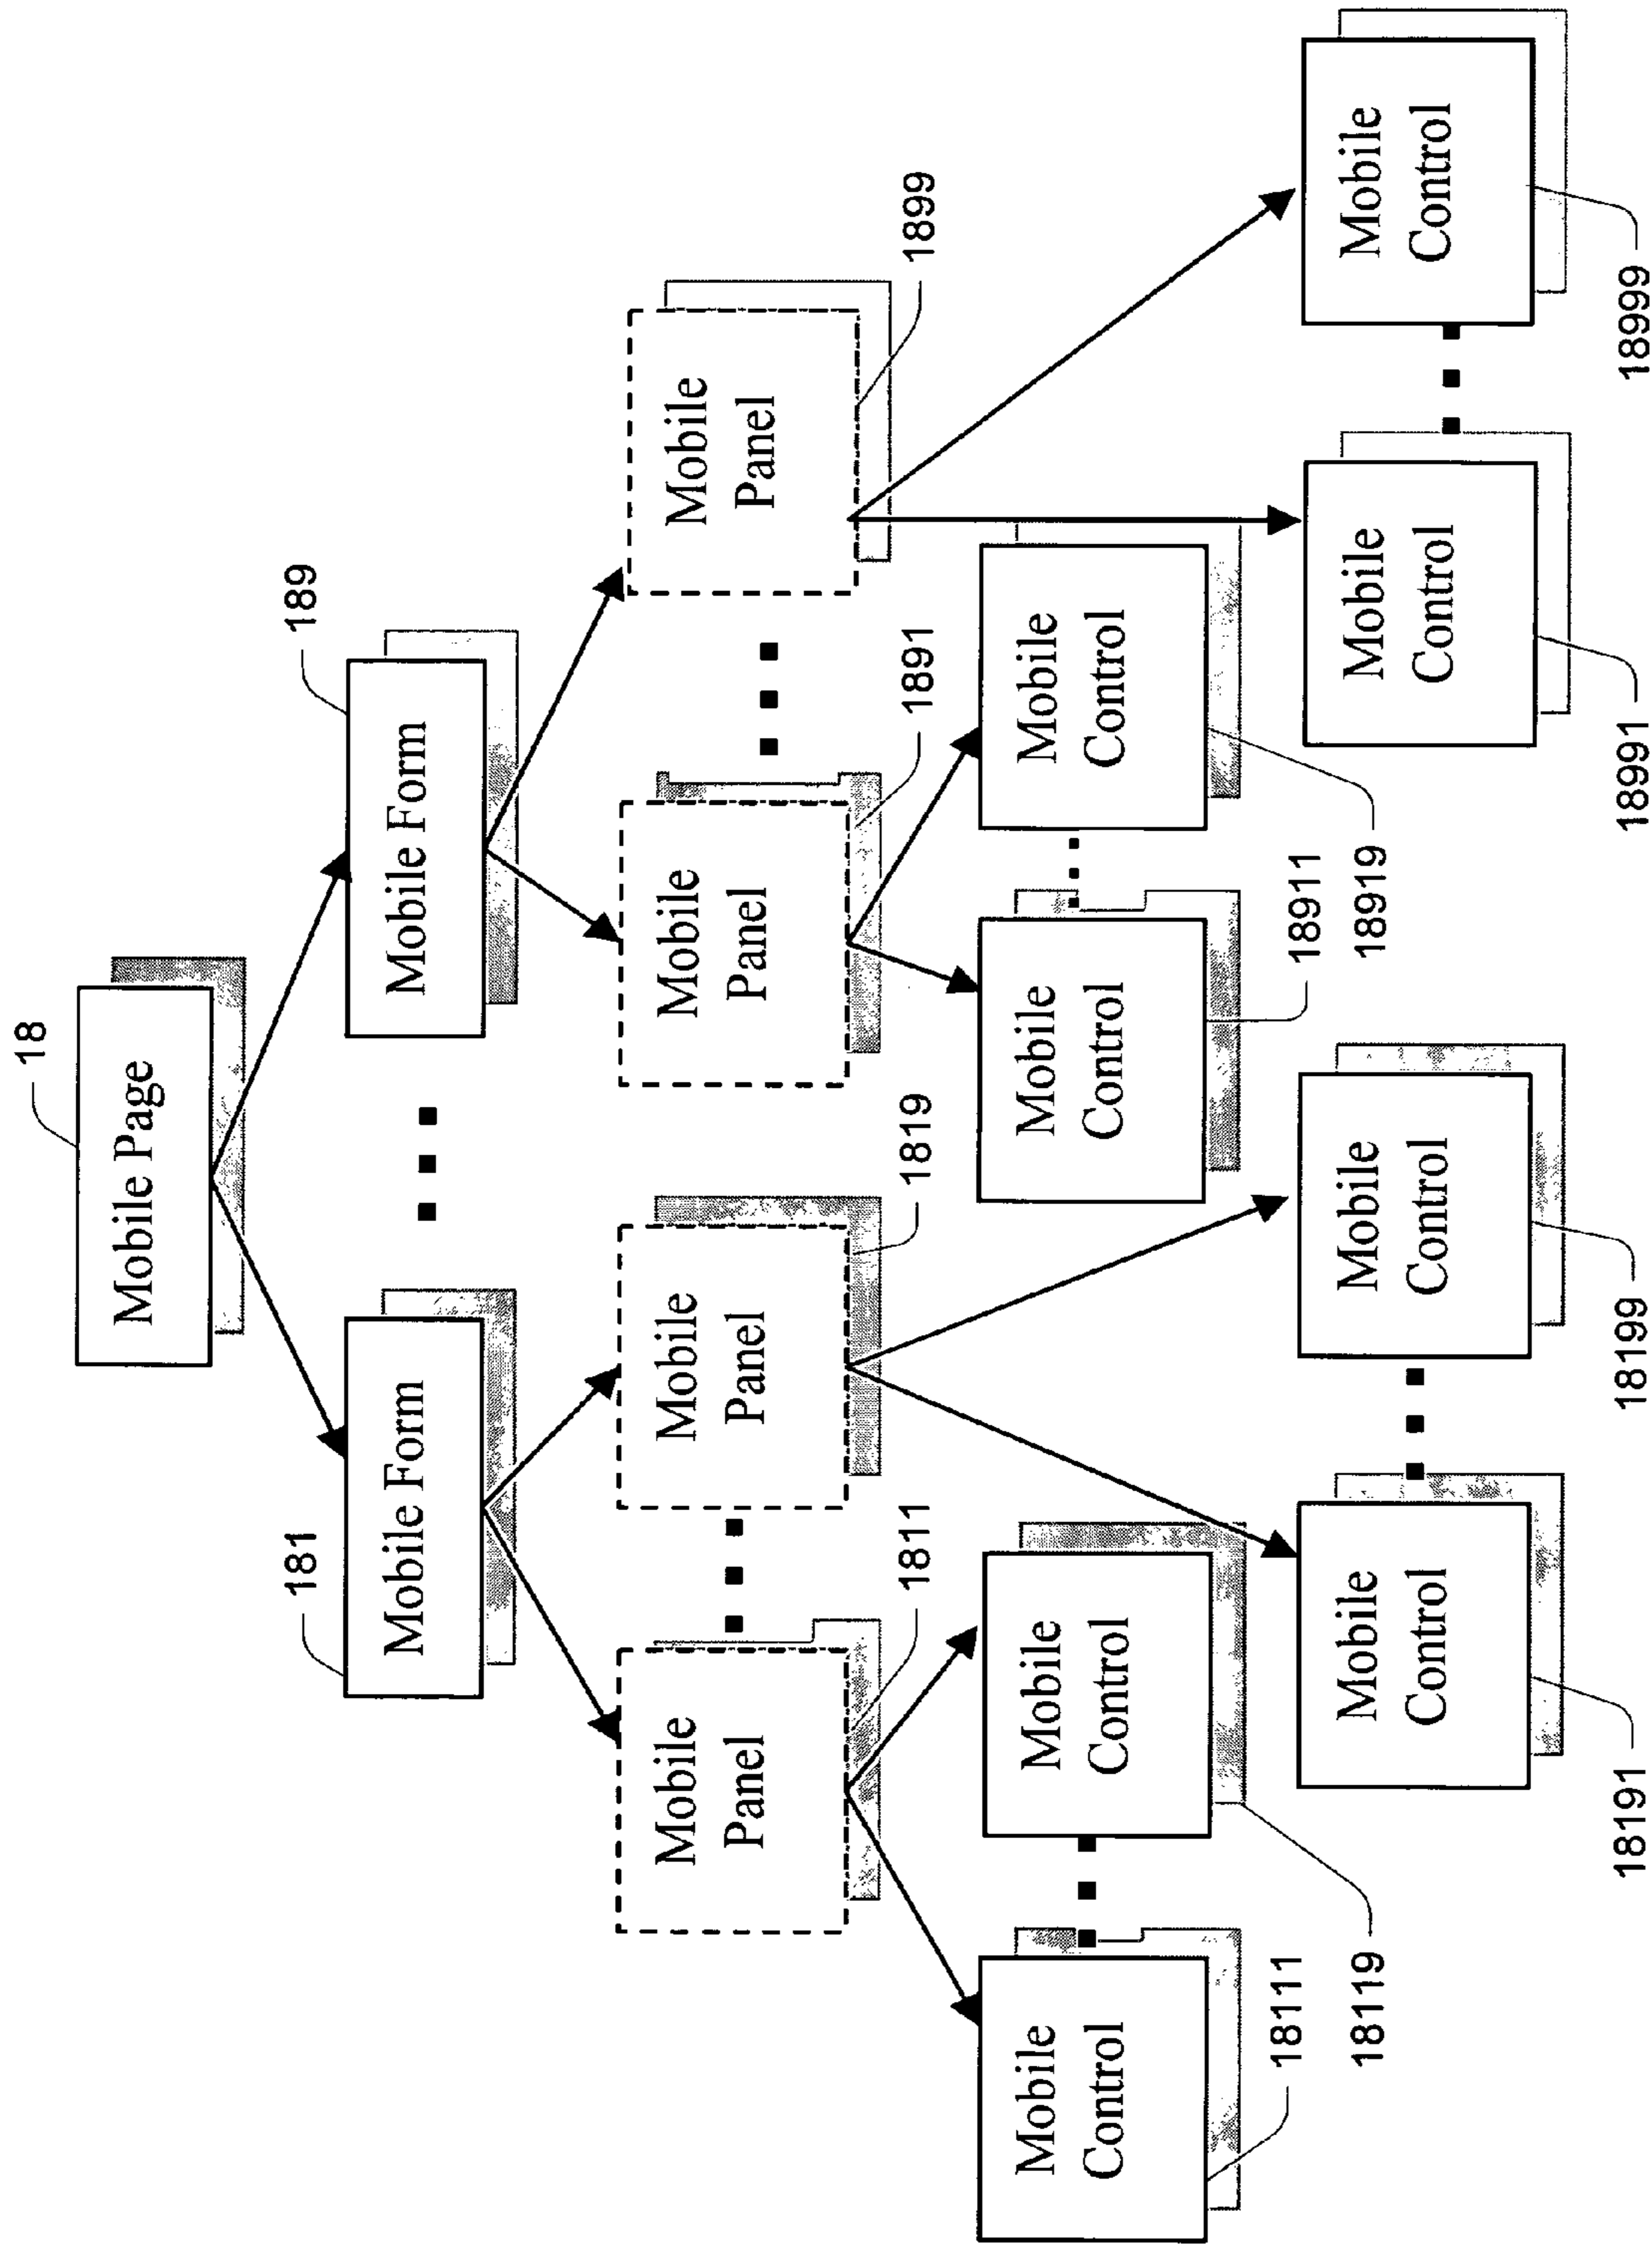 18
Mobile Page
181
Mobile Form
189
Mobile Form
Mobile
Panel
1811
Mobile
Panel
1819
Mobile
Panel
1891
Mobile
Panel
1899
Mobile
Control
18111
Mobile
Control
18119
Mobile
Control
18911
Mobile
Control
18919
Mobile
Control
18191
Mobile
Control
18199
Mobile
Control
18991
Mobile
Control
18999